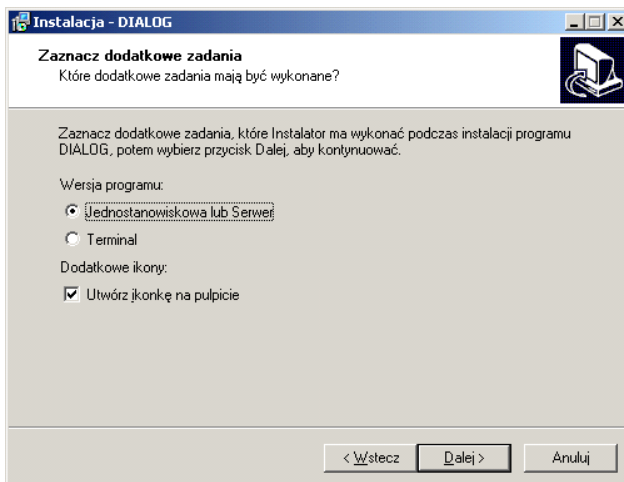 Instalacja - DIALOG
Zaznacz dodatkowe zadania
Które dodatkowe zadania mają być wykonane?
Zaznacz dodatkowe zadania, które Instalator ma wykonać podczas instalacji programu
DIALOG, potem wybierz przycisk Dalej, aby kontynuować.
Wersja programu:
Jednostanowiskowa lub Serwer
Terminal
Dodatkowe ikony:
Utwórz ikonkę na pulpicie
< Wstecz Dalej > Anuluj